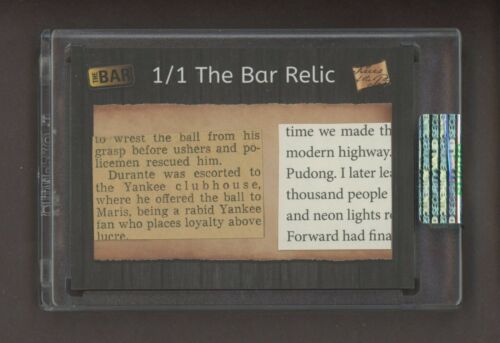 THE BAR
1/1 The Bar Relic
to wrest the ball from his
grasp before ushers and po-
licemen rescued him.
Durante was escorted to
the Yankee clubhouse,
where he offered the ball to
Maris, being a rabid Yankee
fan who places loyalty above
lucre.
time we made th
modern highway.
Pudong. I later lea
thousand people
and neon lights r
Forward had fina